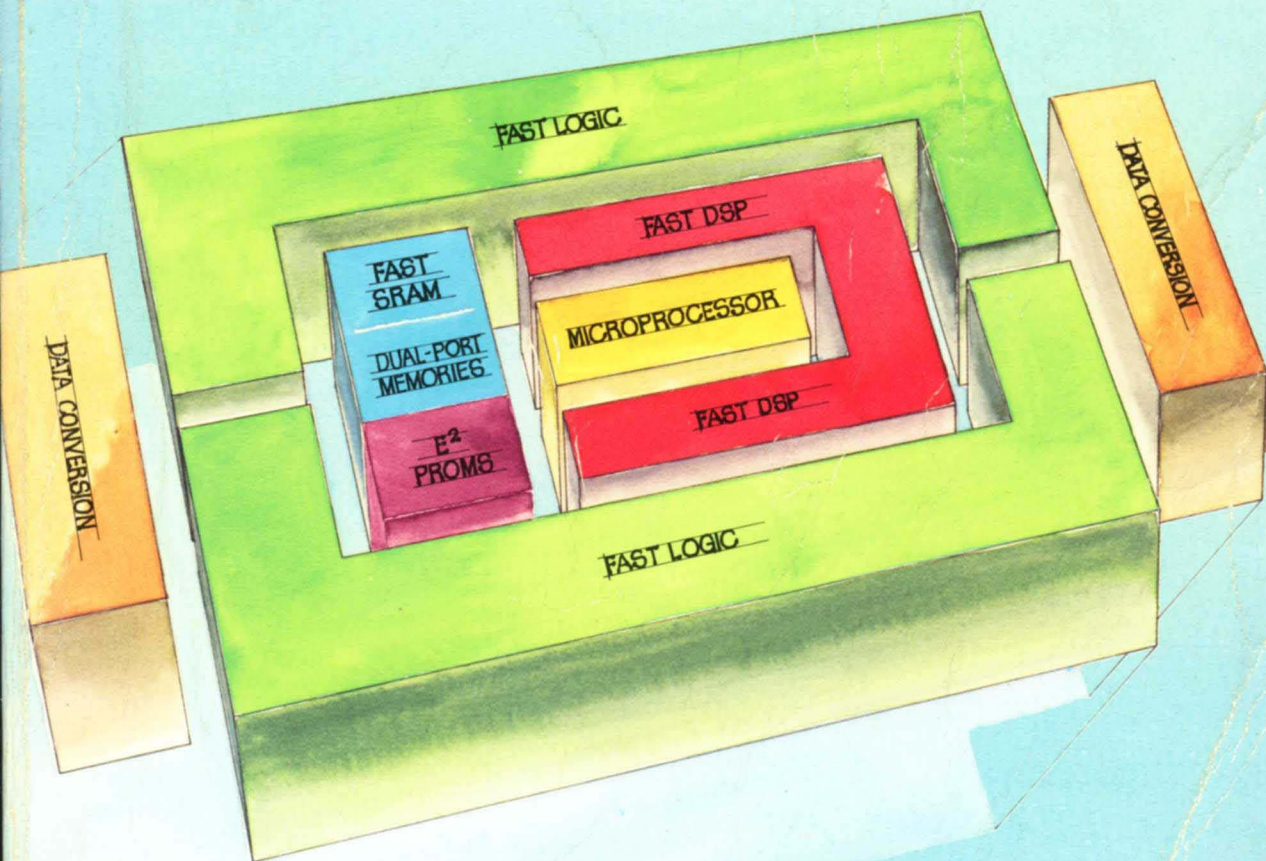 FAST LOGIC
DATA CONVERSION
FAST DSP
FAST
SRAM
MICROPROCESSOR
DUAL-PORT
MEMORIES
DATA CONVERSION
FAST DSP
E²
PROMS
FAST LOGIC